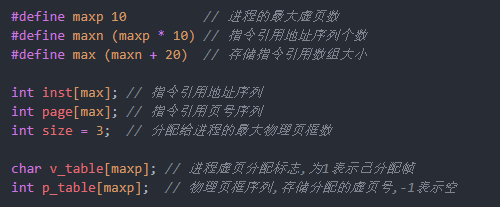 #define maxp 10 // 进程的最大虚页数
#define maxn (maxp * 10) // 指令引用地址序列个数
#define max (maxn + 20) // 存储指令引用数组大小
int inst[max]; // 指令引用地址序列
int page[max]; // 指令引用页号序列
int size = 3; // 分配给进程的最大物理页框数
char v_table[maxp]; // 进程虚页分配标志,为1表示已分配帧
int p_table[maxp]; // 物理页框序列,存储分配的虚页号,-1表示空